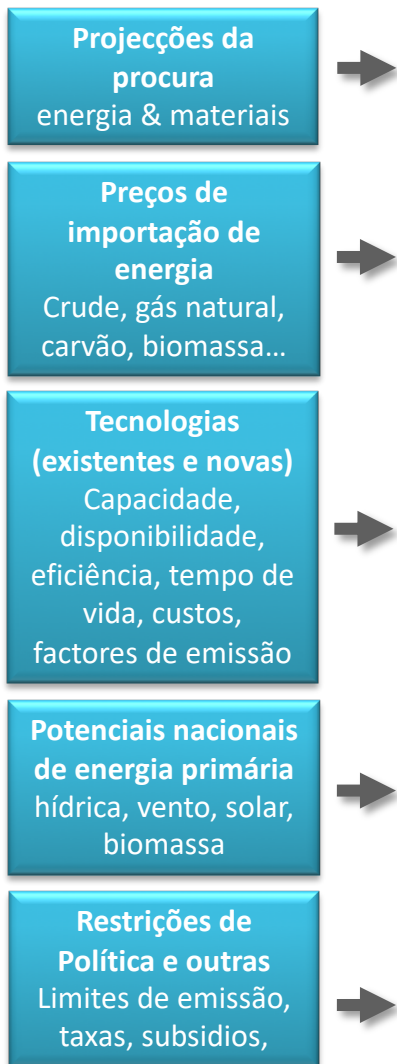 Projecções da
procura
energia & materiais
Preços de
importação de
energia
Crude, gás natural,
carvão, biomassa...
Tecnologias
(existentes e novas)
Capacidade,
disponibilidade,
eficiência, tempo de
vida, custos,
factores de emissão
Potenciais nacionais
de energia primária
hídrica, vento, solar,
biomassa
Restrições de
Política e outras
Limites de emissão,
taxas, subsidios,